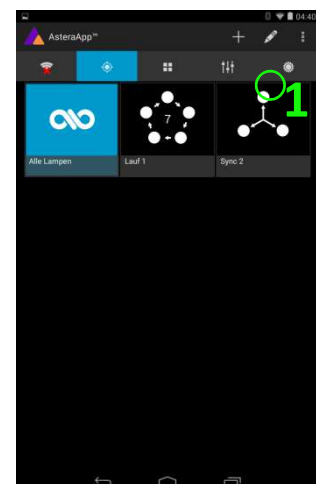 04:40
AsteraApp™
1
7
Alle Lampen
Lauf 1
Sync 2